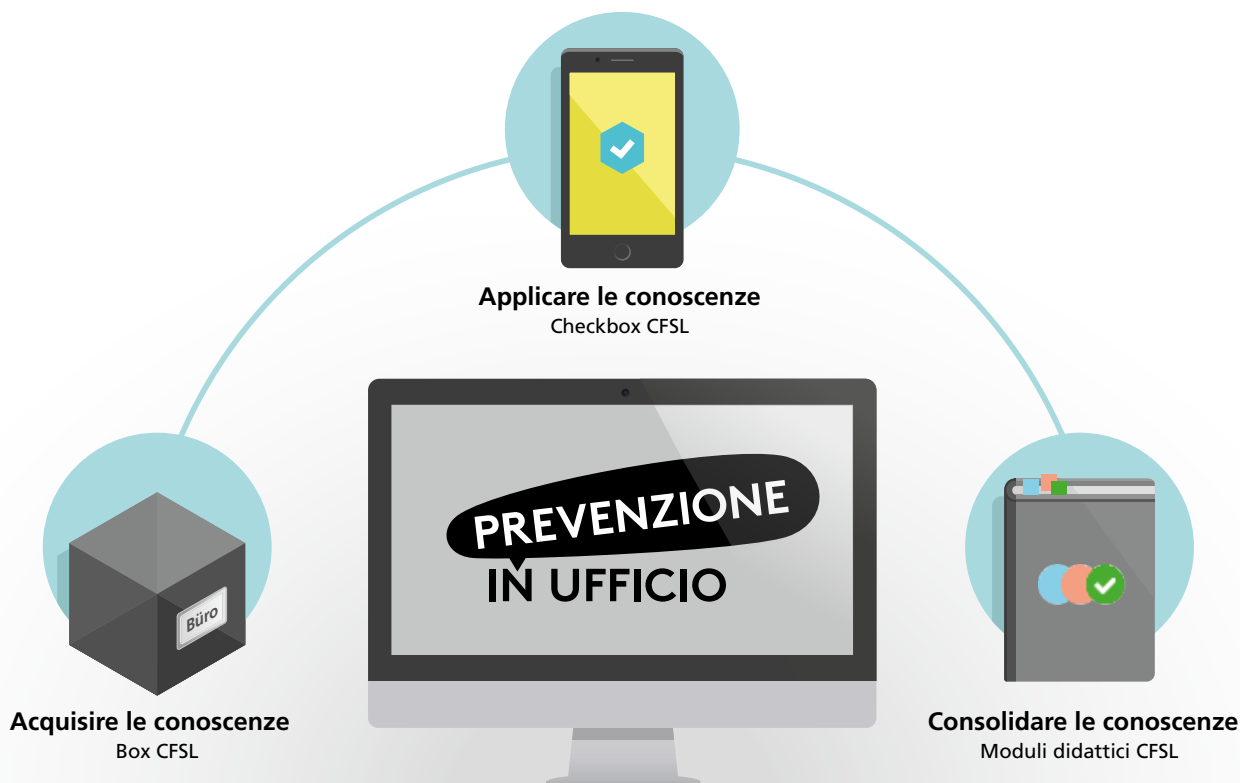 Applicare le conoscenze
Checkbox CFSL
PREVENZIONE
IN UFFICIO
Büro
Acquisire le conoscenze
Box CFSL
Consolidare le conoscenze
Moduli didattici CFSL